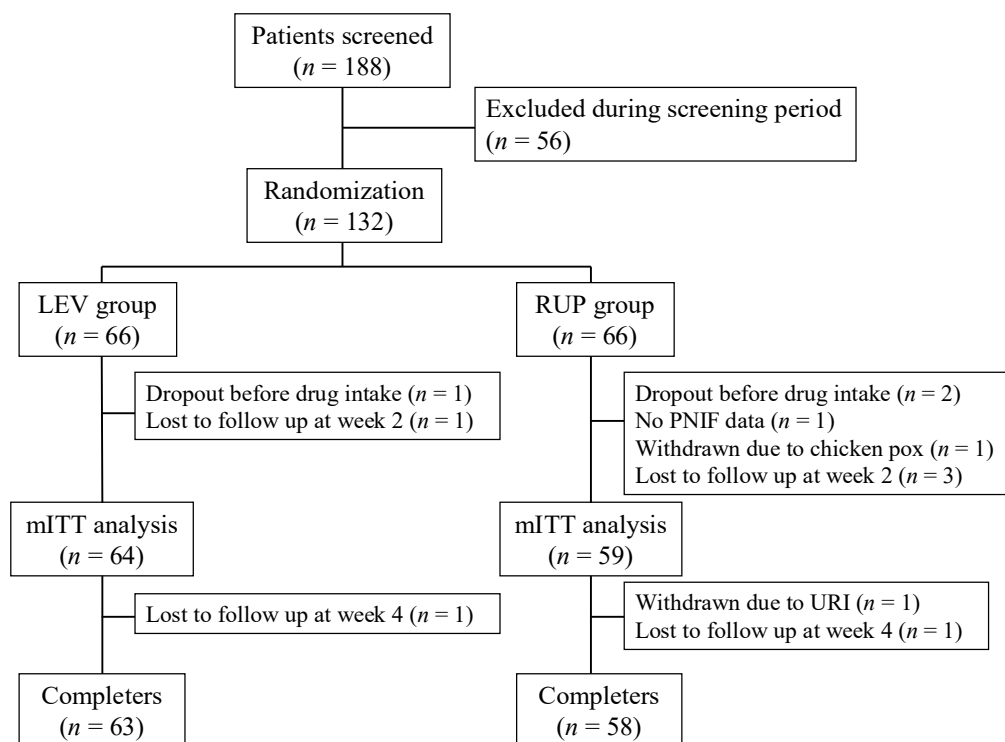 Patients screened
(n = 188)
Excluded during screening period
(n = 56)
Randomization
(n = 132)
LEV group
(n = 66)
RUP group
(n = 66)
Dropout before drug intake (n = 1)
Lost to follow up at week 2 (n = 1)
Dropout before drug intake (n = 2)
No PNIF data (n = 1)
Withdrawn due to chicken pox (n = 1)
Lost to follow up at week 2 (n = 3)
mITT analysis
(n = 64)
mITT analysis
(n = 59)
Lost to follow up at week 4 (n = 1)
Withdrawn due to URI (n = 1)
Lost to follow up at week 4 (n = 1)
Completers
(n = 63)
Completers
(n = 58)